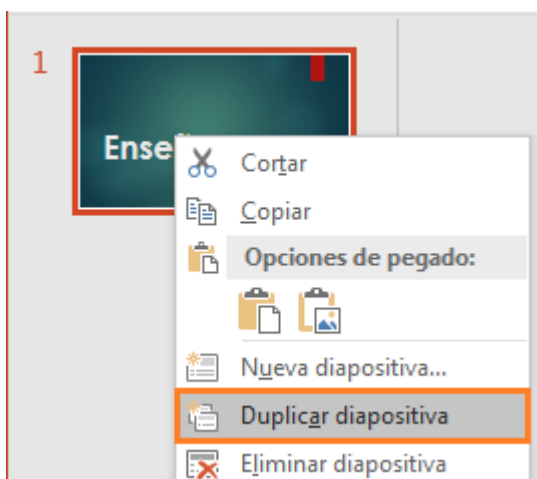 1
Cortar
Copiar
Opciones de pegado:
Nueva diapositiva...
Duplicar diapositiva
Eliminar diapositiva